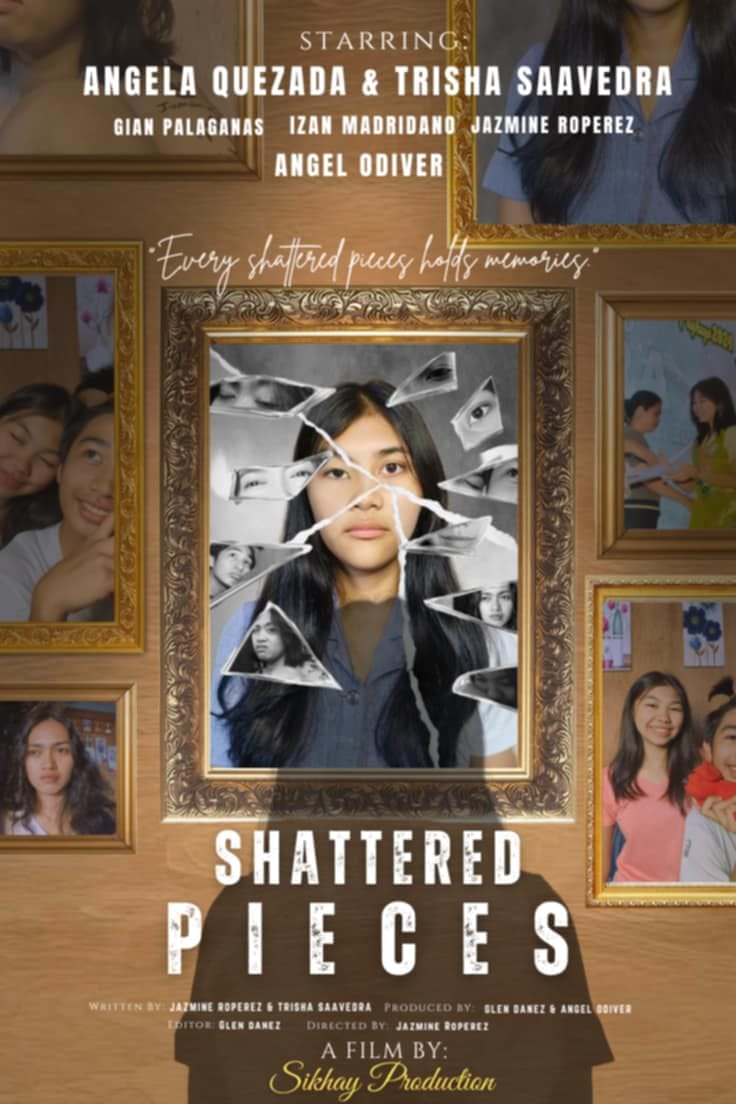 STARRING:
ANGELA QUEZADA & TRISHA SAAVEDRA
GIAN PALAGANAS IZAN MADRIDANO JAZMINE ROPEREZ
ANGEL ODIVER
"Every shattered pieces holds memories."
SHATTERED
PIECES
WRITTEN BY: JAZMINE ROPEREZ & TRISHA SAAVEDRA PRODUCED BY: GLEN DANEZ & ANGEL ODIVER
EDITOR: GLEN DANEZ DIRECTED BY: JAZMINE ROPEREZ
A FILM BY:
Sikhay Production